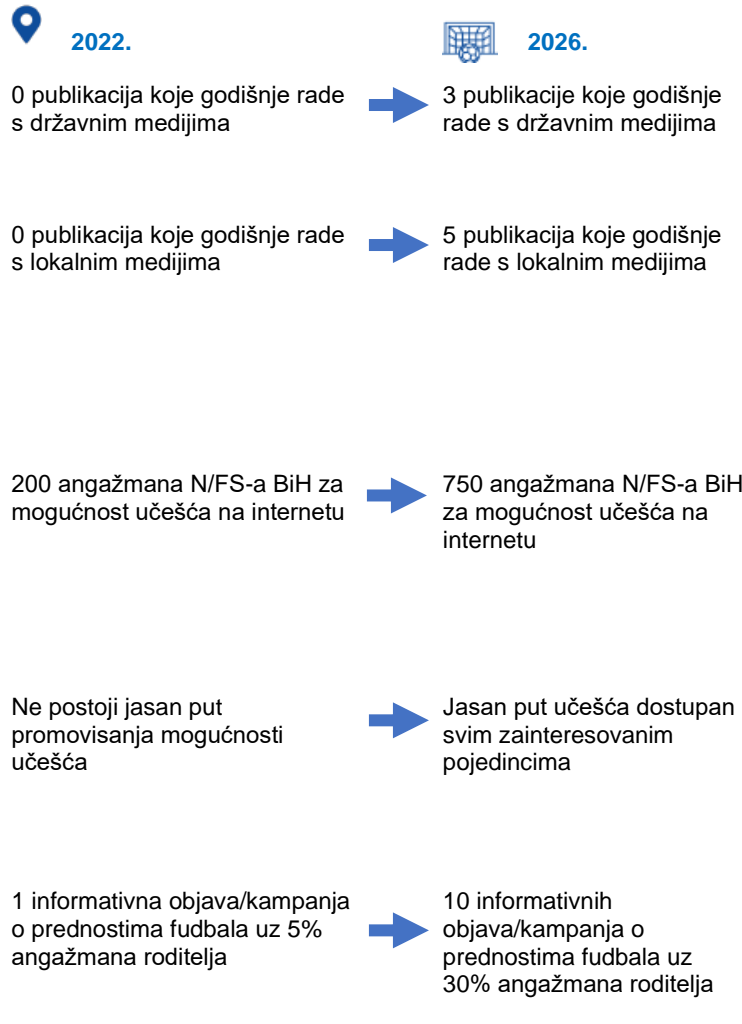 2022.
2026.
0 publikacija koje godišnje rade
s državnim medijima
3 publikacije koje godišnje
rade s državnim medijima
0 publikacija koje godišnje rade
s lokalnim medijima
5 publikacija koje godišnje
rade s lokalnim medijima
200 angažmana N/FS-a BiH za
mogućnost učešća na internetu
750 angažmana N/FS-a BiH
za mogućnost učešća na
internetu
Ne postoji jasan put
promovisanja mogućnosti
učešća
Jasan put učešća dostupan
svim zainteresovanim
pojedincima
1 informativna objava/kampanja
o prednostima fudbala uz 5%
angažmana roditelja
10 informativnih
objava/kampanja o
prednostima fudbala uz
30% angažmana roditelja